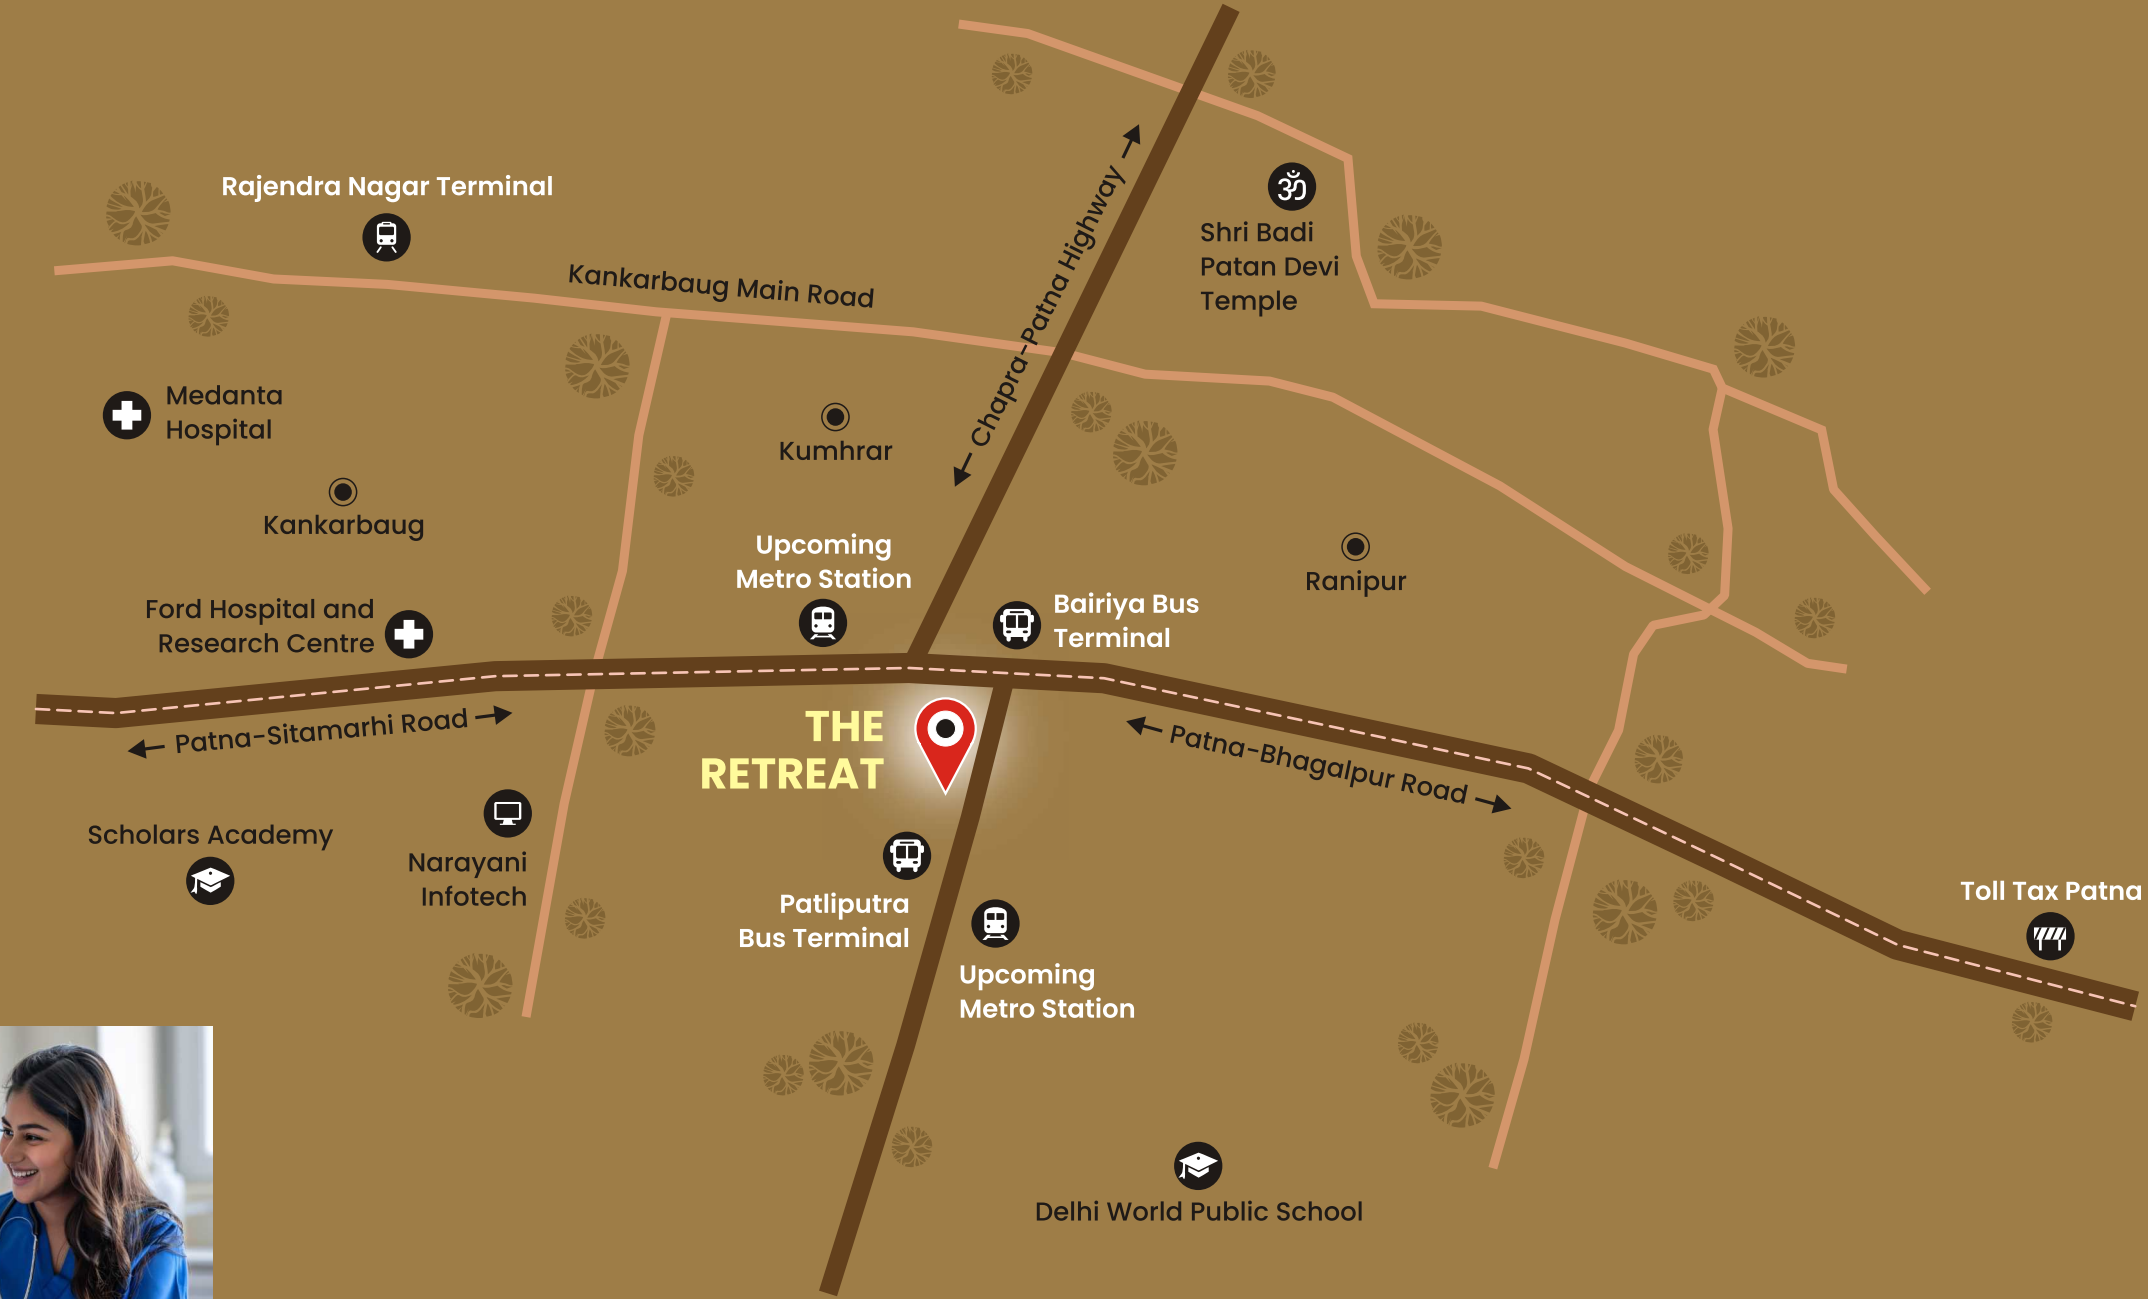 Rajendra Nagar Terminal
Kankarbaug Main Road
Chapra-Patna Highway
Shri Badi
Patan Devi
Temple
Medanta
Hospital
Kumhrar
Kankarbaug
Upcoming
Metro Station
Ranipur
Ford Hospital and
Research Centre
Bairiya Bus
Terminal
Patna-Sitamarhi Road
THE
RETREAT
Patna-Bhagalpur Road
Scholars Academy
Narayani
Infotech
Patliputra
Bus Terminal
Toll Tax Patna
Upcoming
Metro Station
Delhi World Public School
ॐ